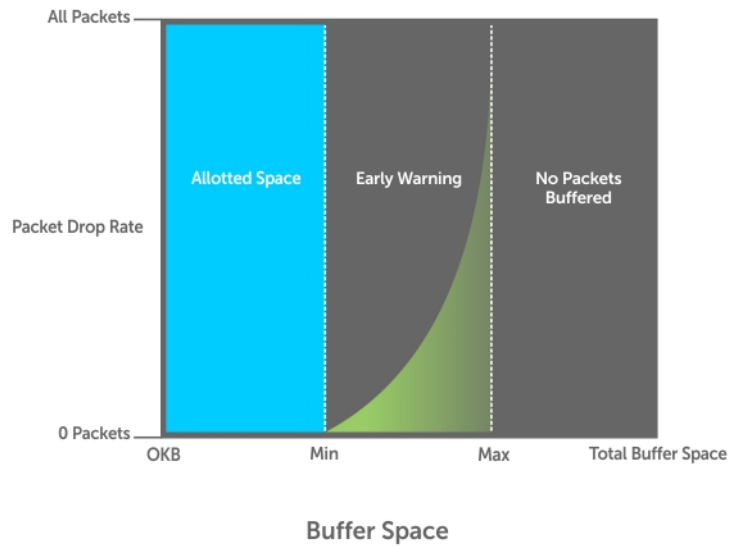 All Packets
Allotted Space
Early Warning
No Packets
Buffered
Packet Drop Rate
0 Packets
OKB
Min
Max
Total Buffer Space
Buffer Space